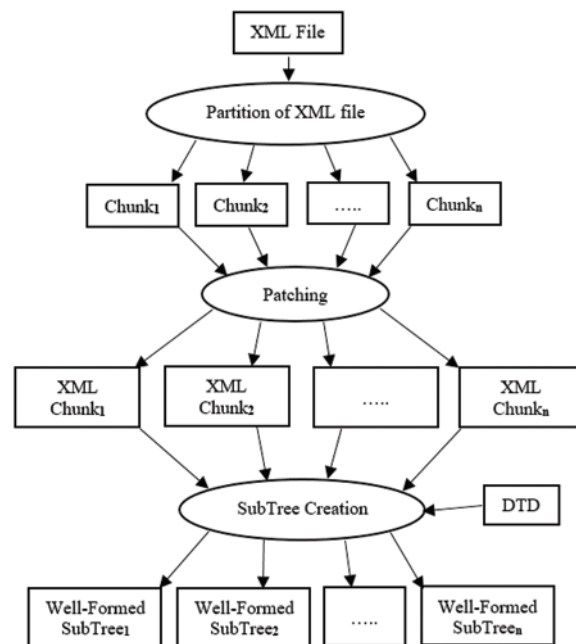 XML File
Partition of XML file
Chunk₁
Chunk₂
…..
Chunkₙ
Patching
XML
Chunk₁
XML
Chunk₂
…..
XML
Chunkₙ
SubTree Creation
DTD
Well-Formed
SubTree₁
Well-Formed
SubTree₂
…..
Well-Formed
SubTreeₙ